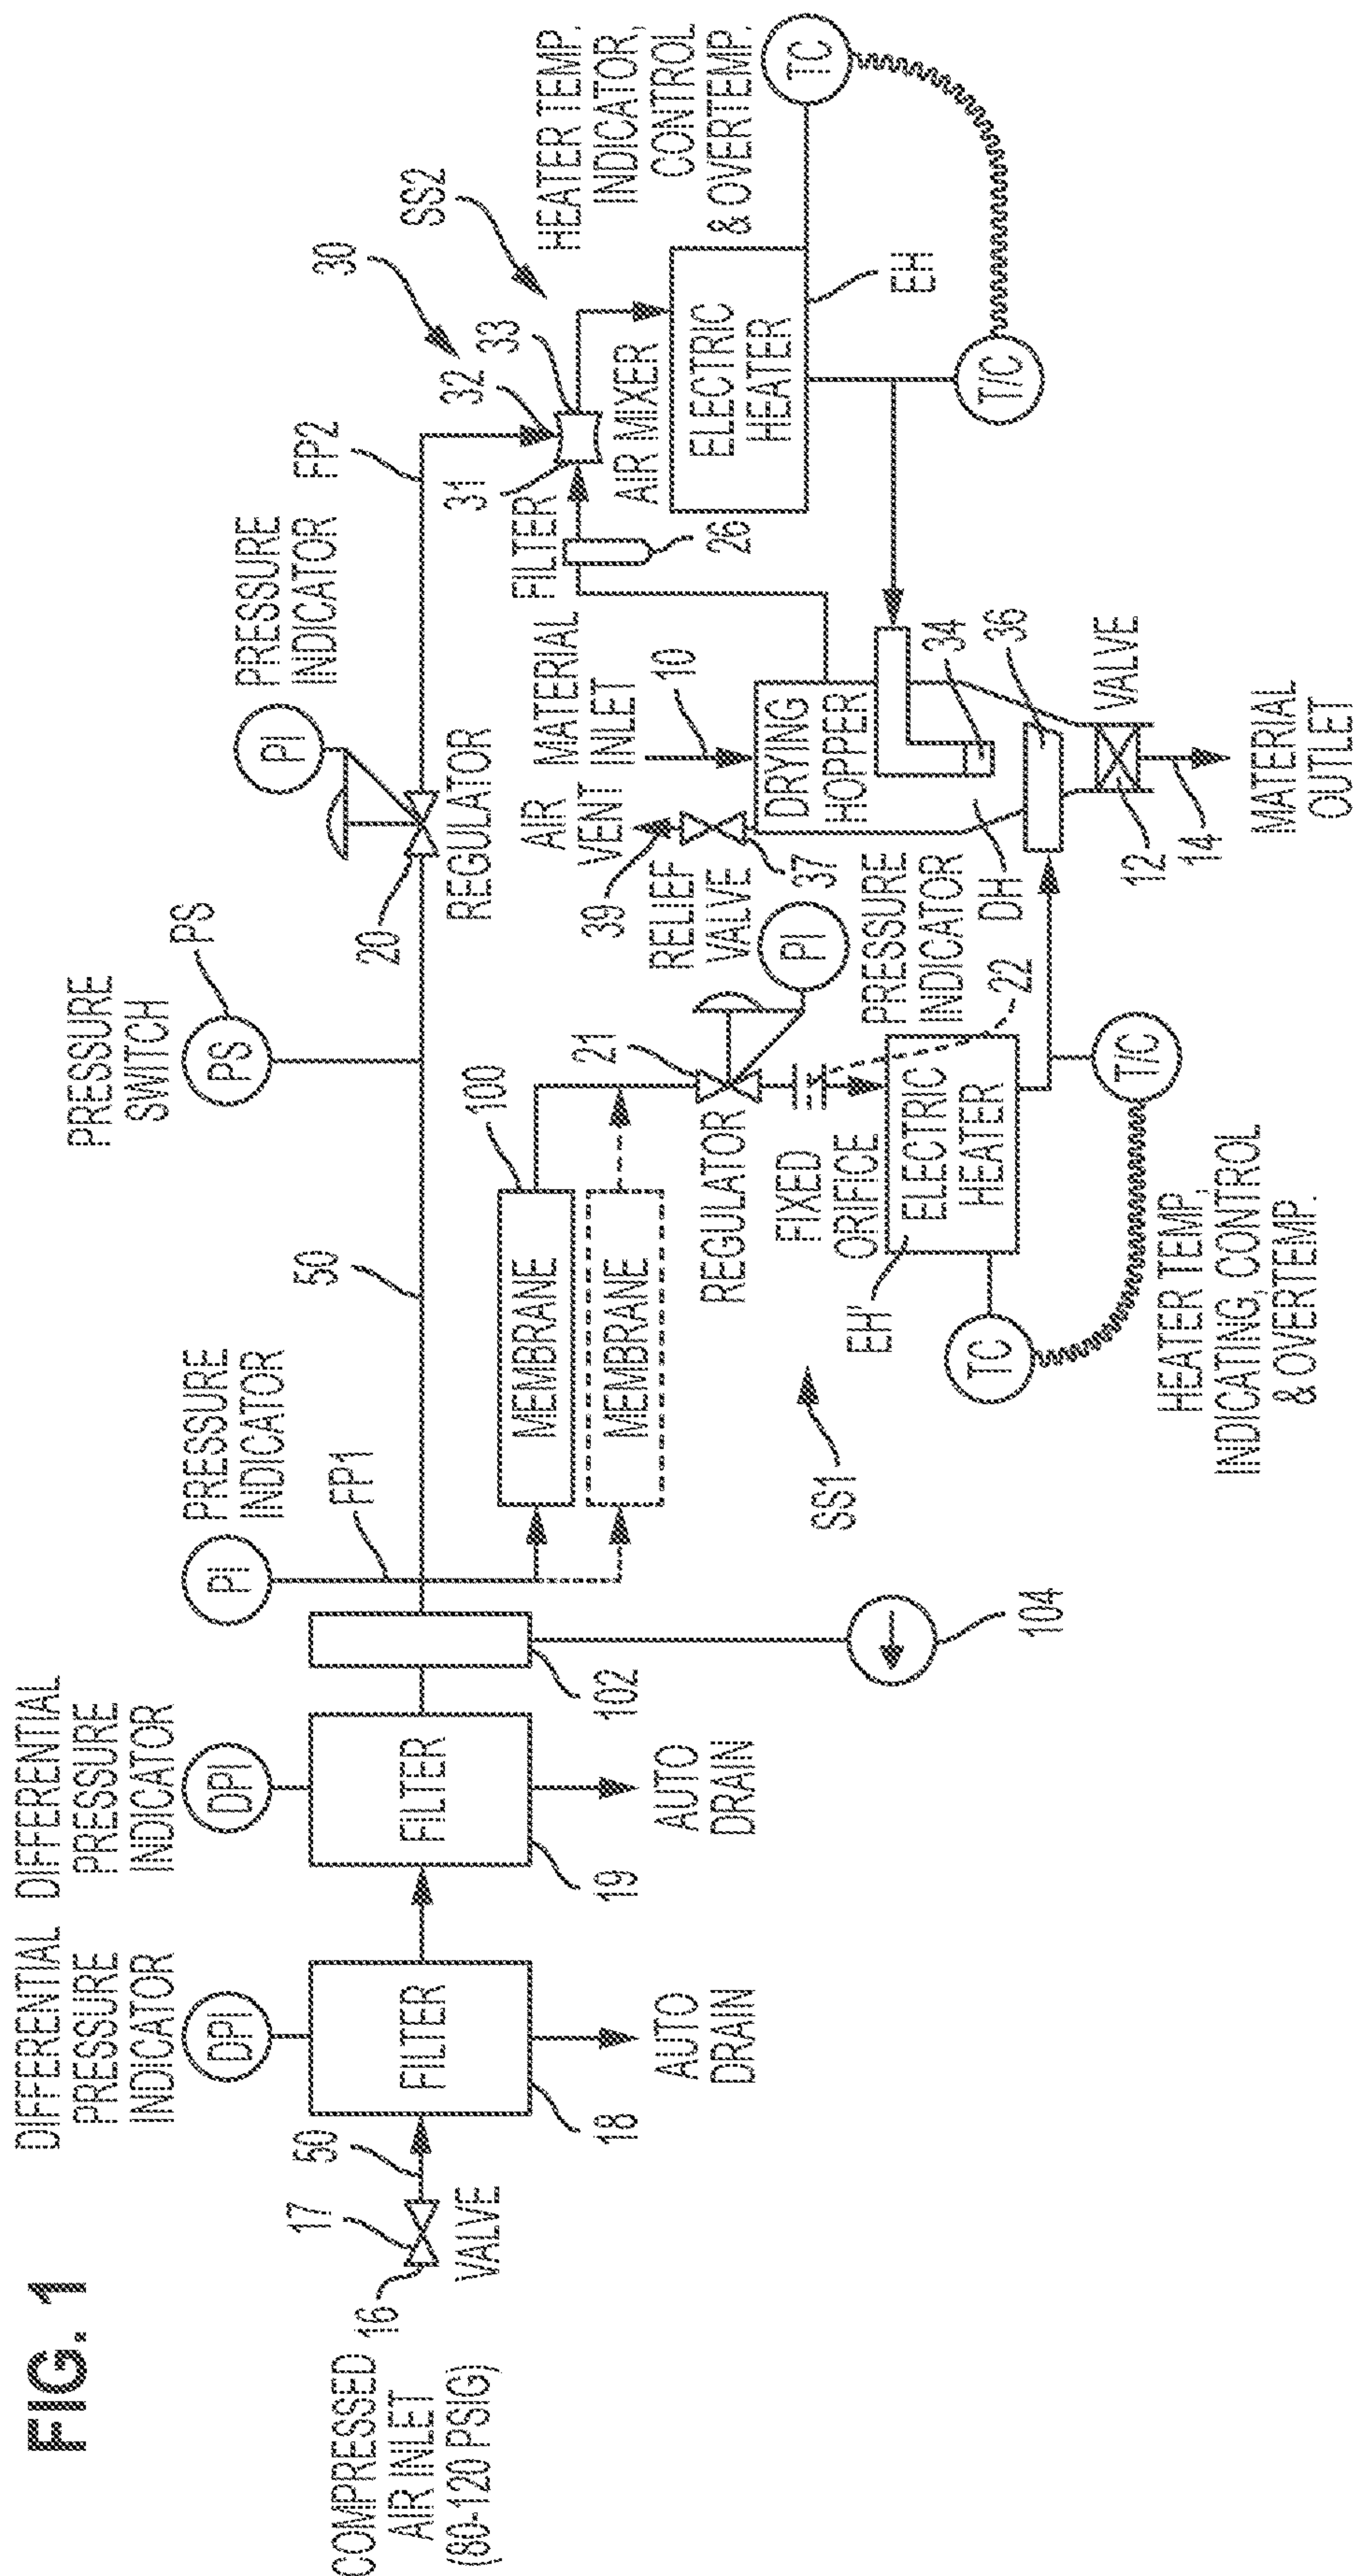 FIG. 1
COMPRESSED
AIR INLET
(80-120 PSIG)
16
17
VALVE
50
DIFFERENTIAL
PRESSURE
INDICATOR
DPI
FILTER
18
AUTO
DRAIN
DIFFERENTIAL
PRESSURE
INDICATOR
DPI
FILTER
19
AUTO
DRAIN
102
104
PRESSURE
INDICATOR
PI
FP1
50
MEMBRANE
100
MEMBRANE
SS1
PRESSURE
SWITCH
PS
PS
20
REGULATOR
PRESSURE
INDICATOR
PI
FP2
21
REGULATOR
PI
PRESSURE
INDICATOR
FIXED
ORIFICE
22
ELECTRIC
HEATER
EH'
TC
T/C
HEATER TEMP,
INDICATING, CONTROL
& OVERTEMP.
39
AIR
VENT
RELIEF
VALVE
37
MATERIAL
INLET
10
DRYING
HOPPER
DH
34
36
VALVE
12
14
MATERIAL
OUTLET
FILTER
26
30
31
32
33
AIR MIXER
SS2
ELECTRIC
HEATER
EH
HEATER TEMP.
INDICATOR,
CONTROL
& OVERTEMP.
TC
T/C